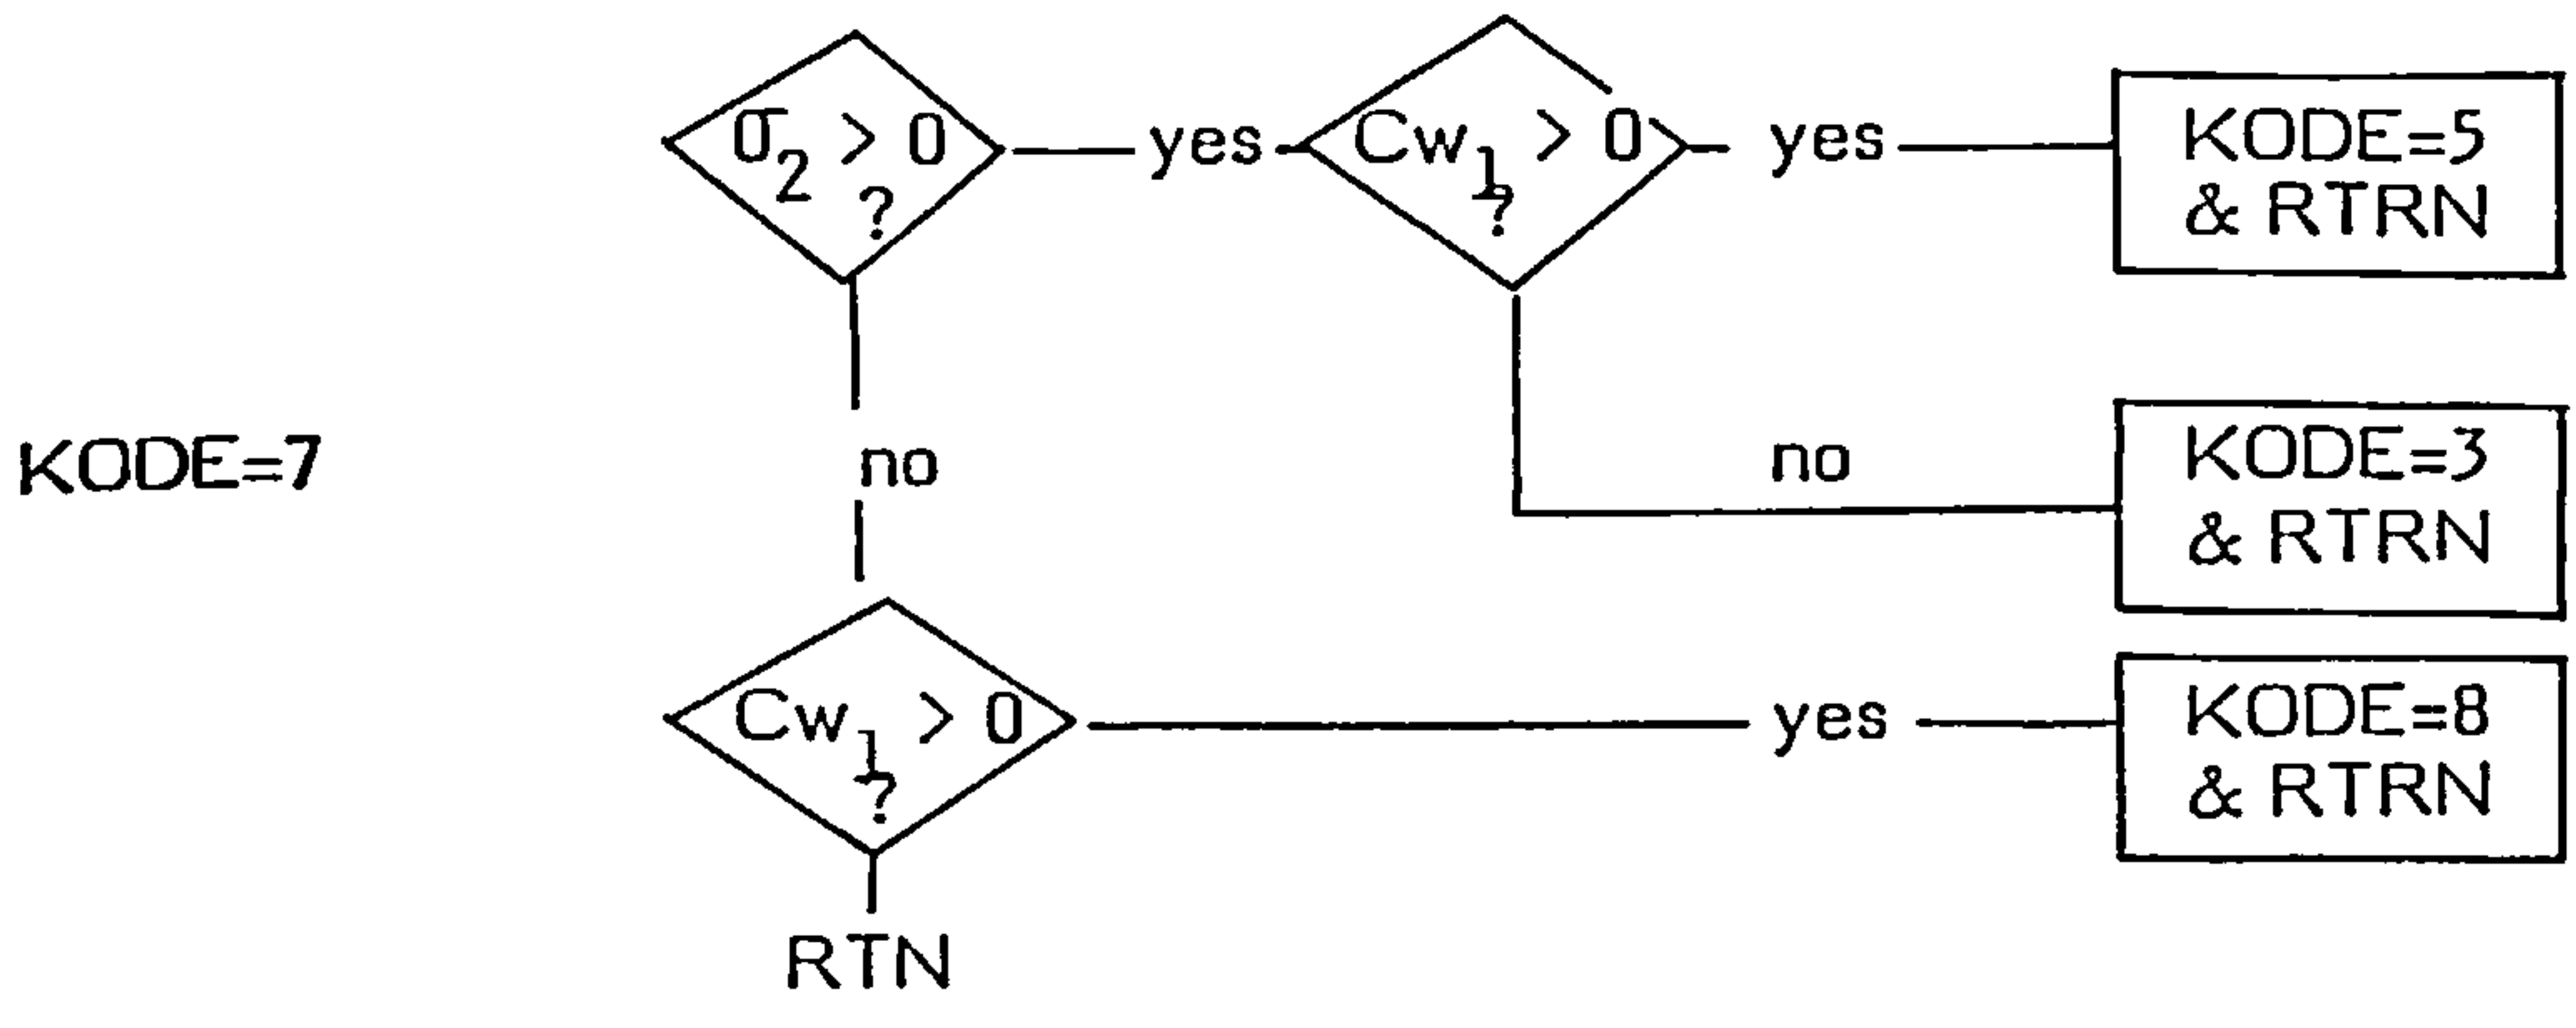 σ₂ > 0
?
yes
Cw₁ > 0
?
yes
KODE=5
& RTRN
KODE=7
no
no
KODE=3
& RTRN
Cw₁ > 0
?
yes
KODE=8
& RTRN
RTN